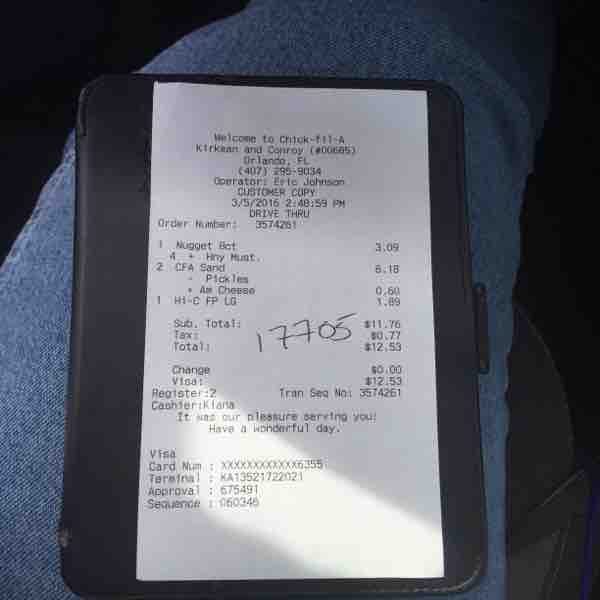 Welcome to Chick-fil-A
Kirkman and Conroy (#00685)
Orlando, FL
(407) 295-9034
Operator: Eric Johnson
CUSTOMER COPY
3/5/2016 2:48:59 PM
DRIVE THRU
Order Number: 3574261
1 Nugget 8ct 3.09
4 + Hny Must.
2 CFA Sand 6.18
- Pickles
+ Am Cheese 0.60
1 Hi-C FP LG 1.89
Sub. Total: $11.76
Tax: $0.77
Total: $12.53
17705
Change $0.00
Visa: $12.53
Register:2 Tran Seq No: 3574261
Cashier:Kiana
It was our pleasure serving you!
Have a wonderful day.
Visa
Card Num : XXXXXXXXXXXX6355
Terminal : KA13521722021
Approval : 675491
Sequence : 060346